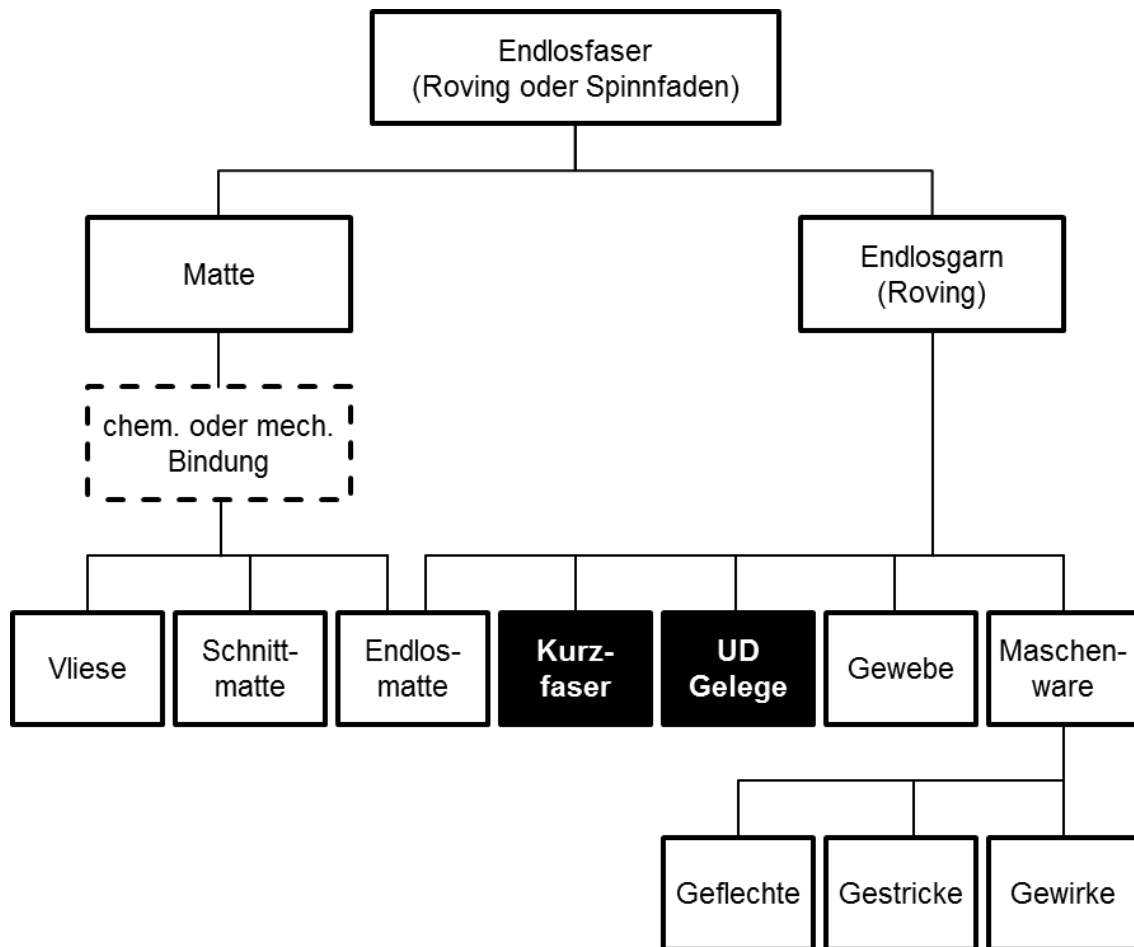 Endlosfaser
(Roving oder Spinnfaden)
Matte
Endlosgarn
(Roving)
chem. oder mech.
Bindung
Vliese
Schnitt-
matte
Endlos-
matte
Kurz-
faser
UD
Gelege
Gewebe
Maschen-
ware
Geflechte
Gestricke
Gewirke